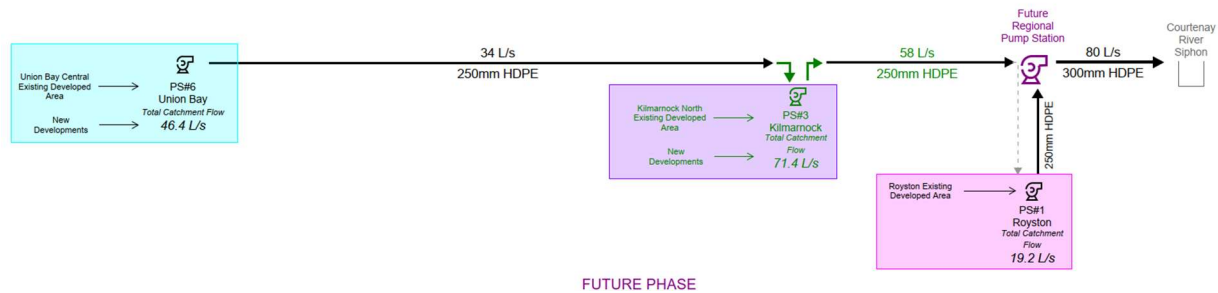 Union Bay Central
Existing Developed
Area
New
Developments
PS#6
Union Bay
Total Catchment Flow
46.4 L/s
34 L/s
250mm HDPE
Kilmarnock North
Existing Developed
Area
New
Developments
PS#3
Kilmarnock
Total Catchment
Flow
71.4 L/s
58 L/s
250mm HDPE
Future
Regional
Pump Station
80 L/s
300mm HDPE
Courtenay
River
Siphon
250mm HDPE
Royston Existing
Developed Area
PS#1
Royston
Total Catchment
Flow
19.2 L/s
FUTURE PHASE